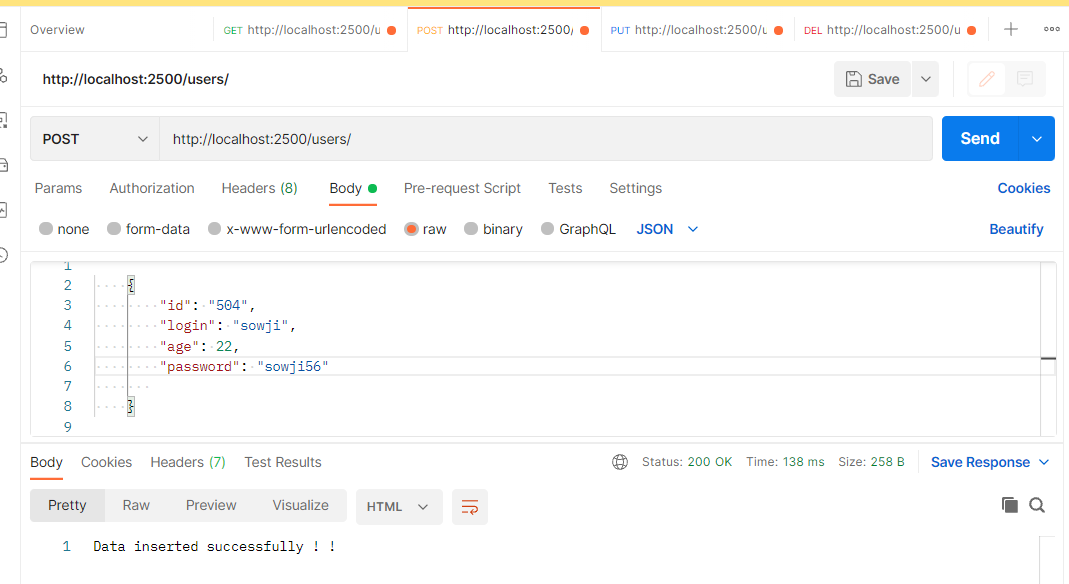 Overview GET http://localhost:2500/u POST http://localhost:2500/ PUT http://localhost:2500/u DEL http://localhost:2500/u
http://localhost:2500/users/ Save
POST http://localhost:2500/users/ Send
Params Authorization Headers (8) Body Pre-request Script Tests Settings Cookies
none form-data x-www-form-urlencoded raw binary GraphQL JSON Beautify
1
2 {
3 "id": "504",
4 "login": "sowji",
5 "age": 22,
6 "password": "sowji56"
7
8 }
9
Body Cookies Headers (7) Test Results Status: 200 OK Time: 138 ms Size: 258 B Save Response
Pretty Raw Preview Visualize HTML
1 Data inserted successfully ! !